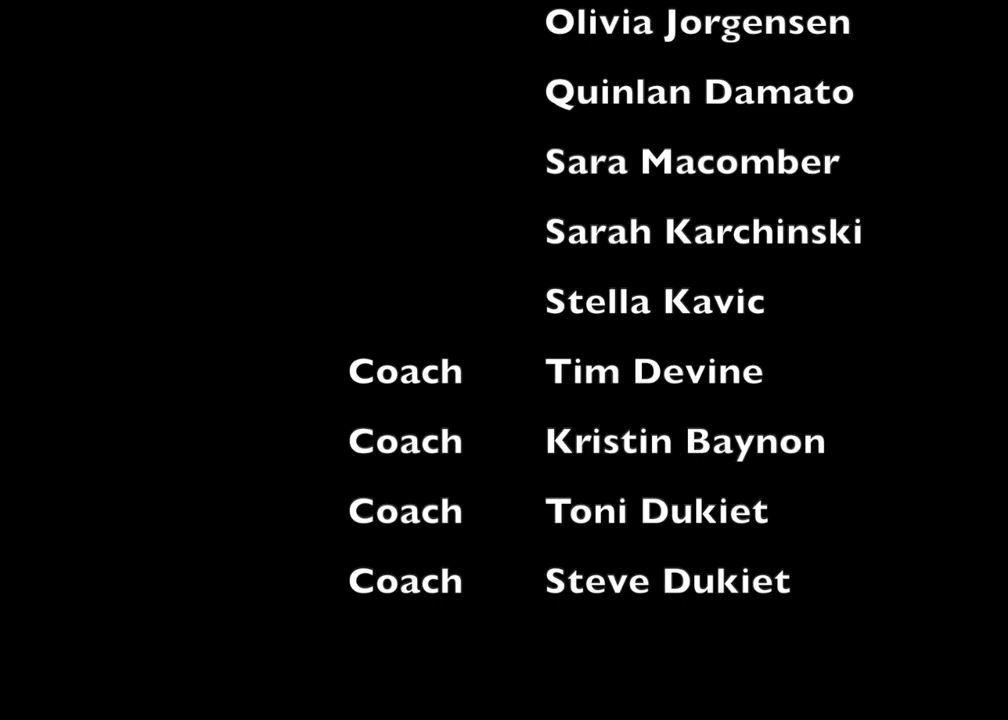 Olivia Jorgensen
Quinlan Damato
Sara Macomber
Sarah Karchinski
Stella Kavic
Coach Tim Devine
Coach Kristin Baynon
Coach Toni Dukiet
Coach Steve Dukiet